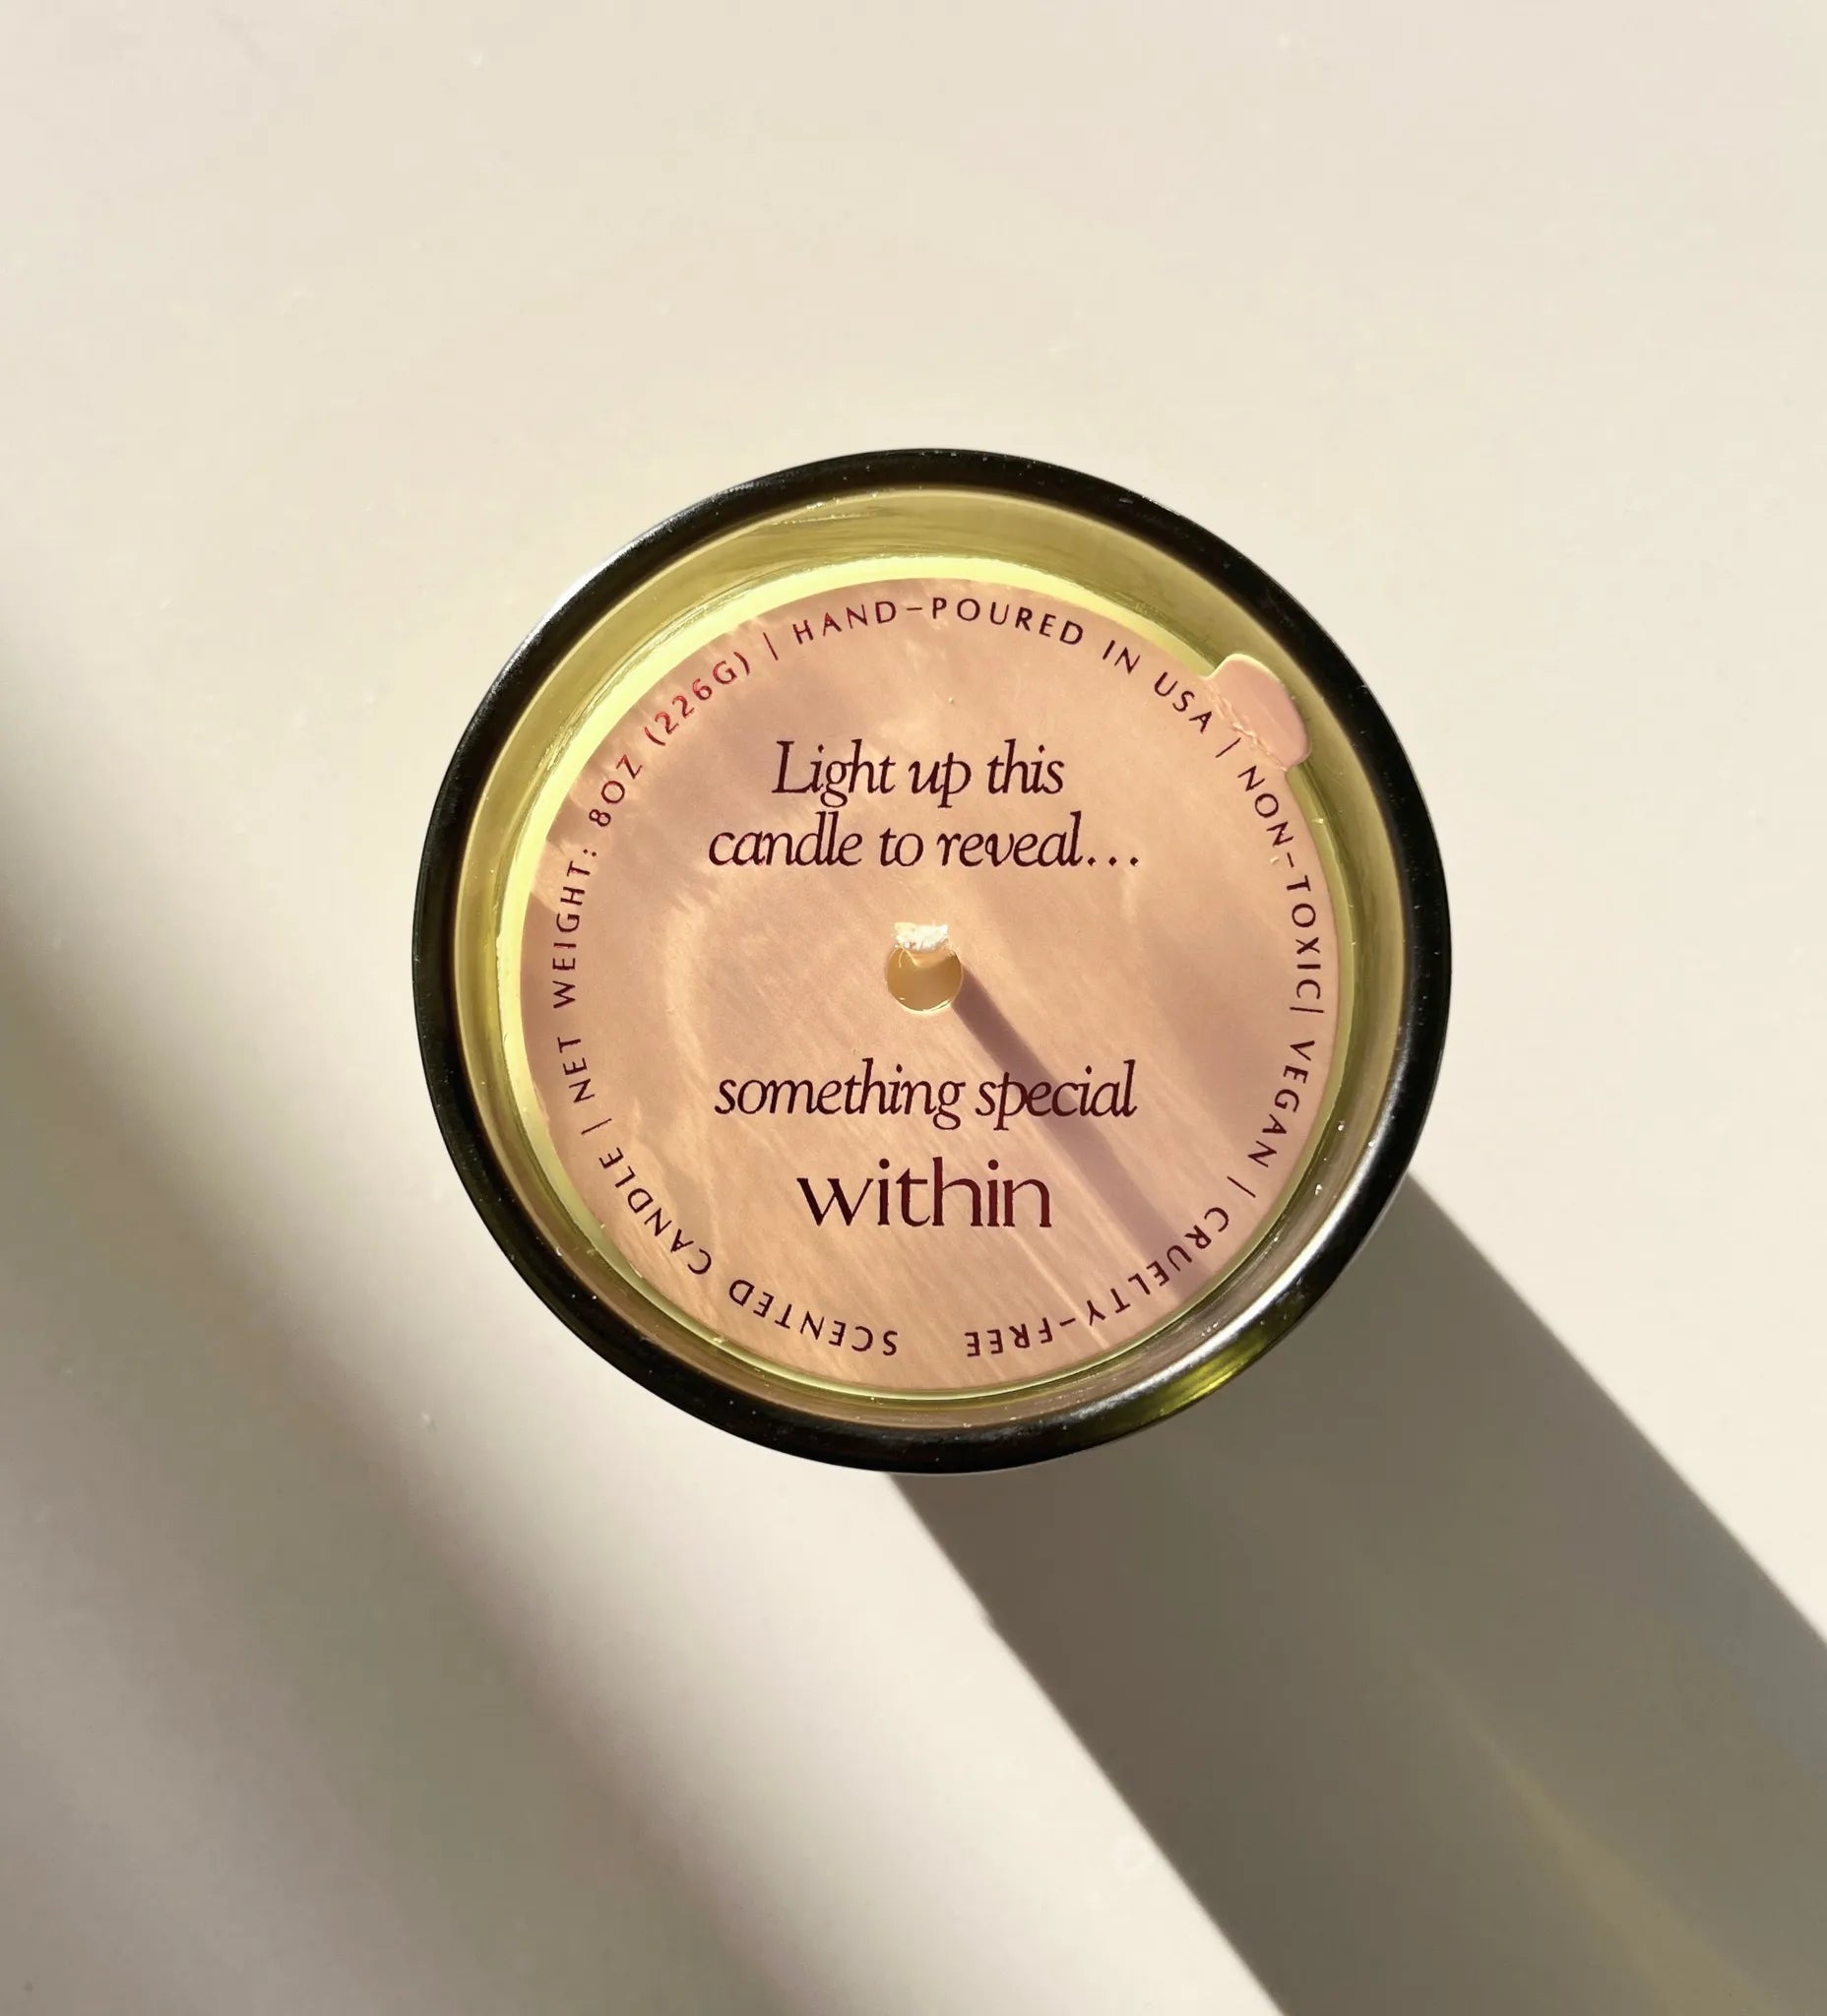 Light up this
candle to reveal...
something special
within
SCENTED CANDLE | NET WEIGHT: 8OZ (226G) | HAND-POURED IN USA | NON-TOXIC| VEGAN | CRUELTY-FREE